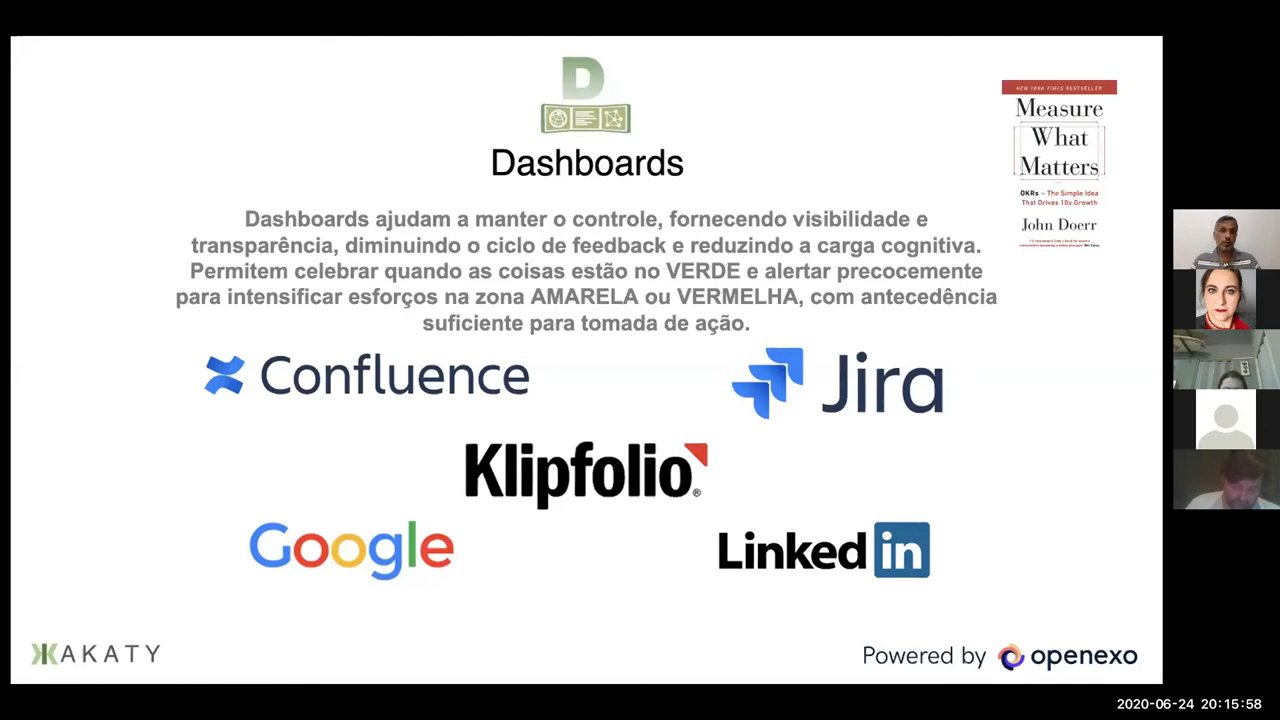 D
Dashboards
NEW YORK TIMES BESTSELLER
Measure
What
Matters
OKRs – The Simple Idea
That Drives 10x Growth
John Doerr
Dashboards ajudam a manter o controle, fornecendo visibilidade e
transparência, diminuindo o ciclo de feedback e reduzindo a carga cognitiva.
Permitem celebrar quando as coisas estão no VERDE e alertar precocemente
para intensificar esforços na zona AMARELA ou VERMELHA, com antecedência
suficiente para tomada de ação.
Confluence
Jira
Klipfolio®
Google
Linked in
KAKATY
Powered by openexo
2020-06-24 20:15:58